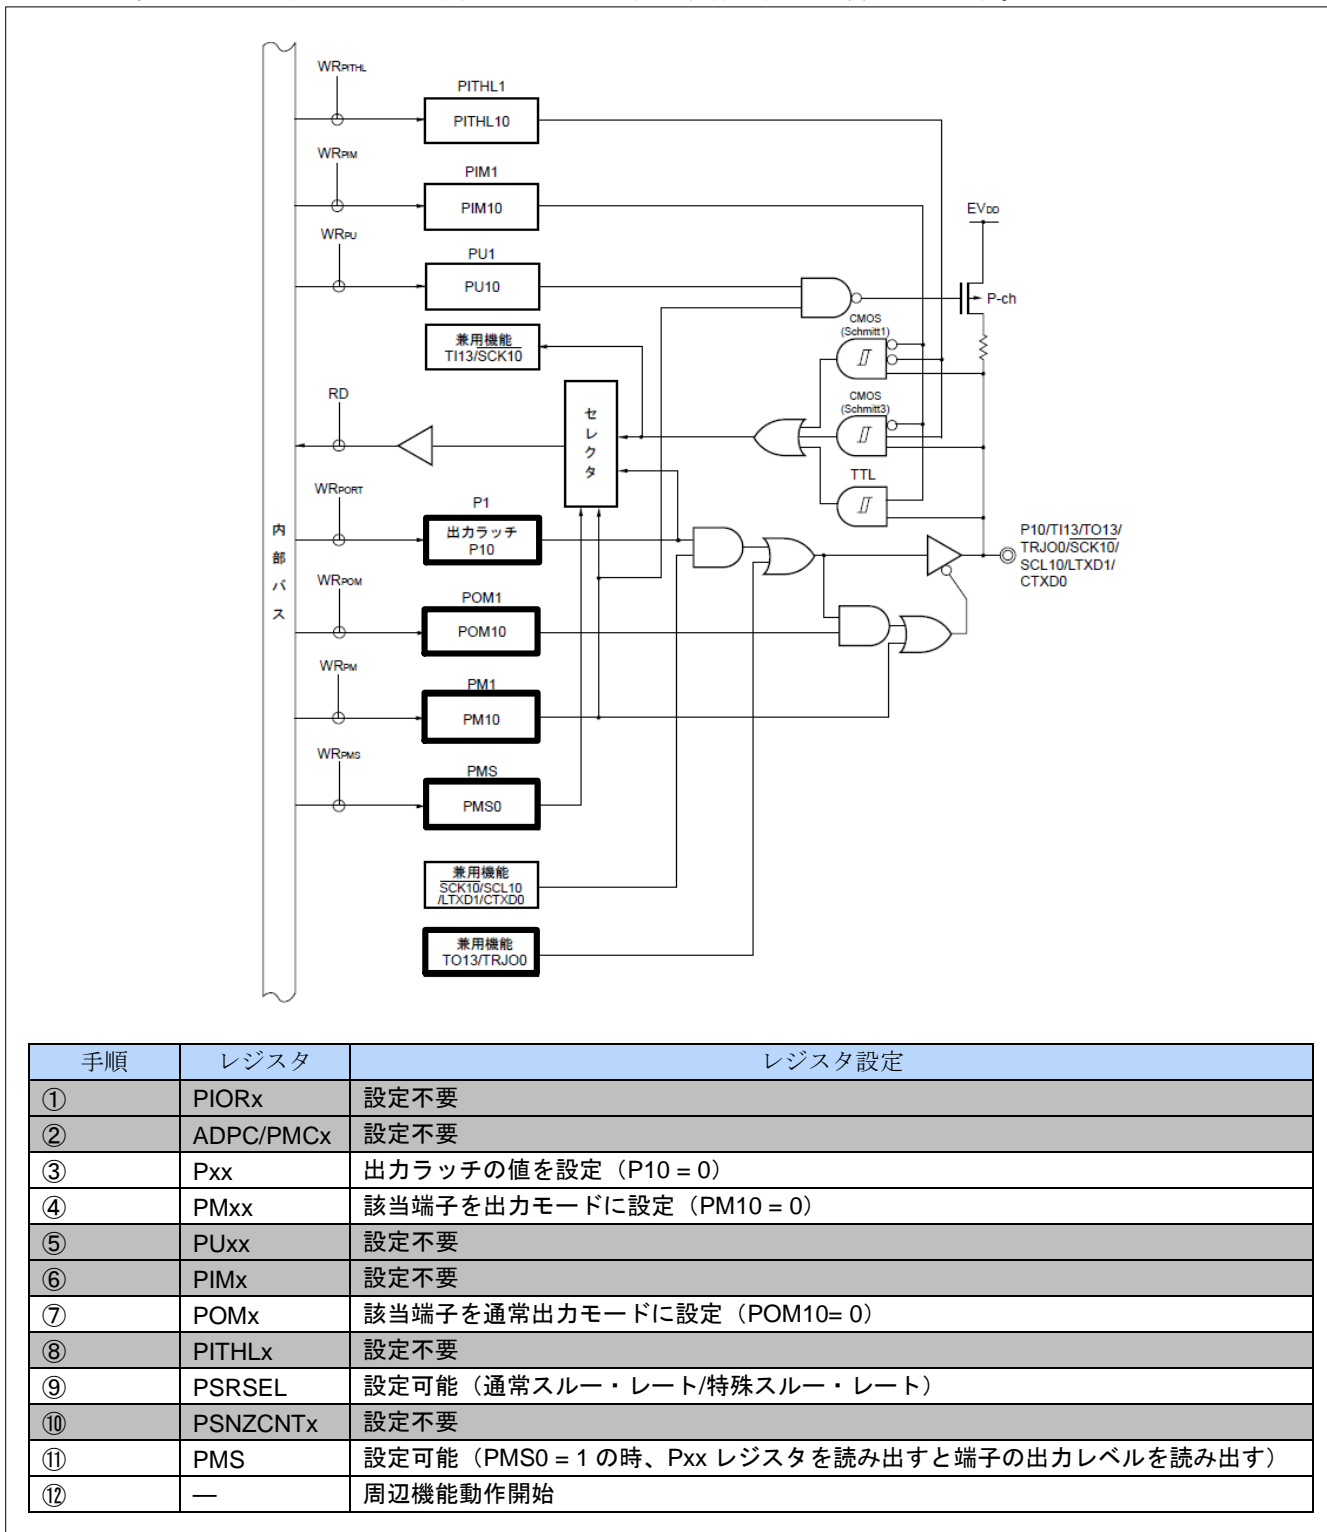 WRPITHL
PITHL1
PITHL10
WRPIM
PIM1
PIM10
WRPU
PU1
PU10
EVDD
P-ch
兼用機能
TI13/SCK10
CMOS
(Schmitt1)
CMOS
(Schmitt3)
TTL
RD
セレクタ
WRPORT
P1
出力ラッチ
P10
内部バス
P10/TI13/TO13/
TRJO0/SCK10/
SCL10/LTXD1/
CTXD0
WRPOM
POM1
POM10
WRPM
PM1
PM10
WRPMS
PMS
PMS0
兼用機能
SCK10/SCL10
/LTXD1/CTXD0
兼用機能
TO13/TRJO0
手順 レジスタ レジスタ設定
① PIORx 設定不要
② ADPC/PMCx 設定不要
③ Pxx 出力ラッチの値を設定（P10 = 0）
④ PMxx 該当端子を出力モードに設定（PM10 = 0）
⑤ PUxx 設定不要
⑥ PIMx 設定不要
⑦ POMx 該当端子を通常出力モードに設定（POM10= 0）
⑧ PITHLx 設定不要
⑨ PSRSEL 設定可能（通常スルー・レート/特殊スルー・レート）
⑩ PSNZCNTx 設定不要
⑪ PMS 設定可能（PMS0 = 1 の時、Pxx レジスタを読み出すと端子の出力レベルを読み出す）
⑫ — 周辺機能動作開始